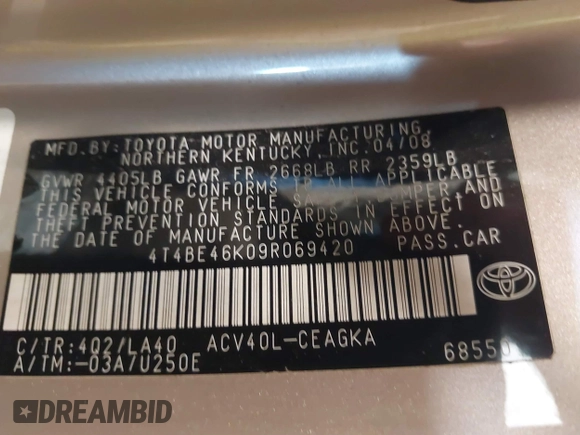 MFD.BY: TOYOTA MOTOR MANUFACTURING,
NORTHERN KENTUCKY, INC. 04/08
GVWR 4405LB GAWR FR 2668LB RR 2359LB
THIS VEHICLE CONFORMS TO ALL APPLICABLE
FEDERAL MOTOR VEHICLE BUMPER AND
THEFT PREVENTION STANDARDS IN EFFECT ON
THE DATE OF MANUFACTURE SHOWN ABOVE.
4T4BE46K09R069420 PASS.CAR
C/TR:4Q2/LA40 ACV40L-CEAGKA
A/TM:-03A/U250E 6855
DREAMBID